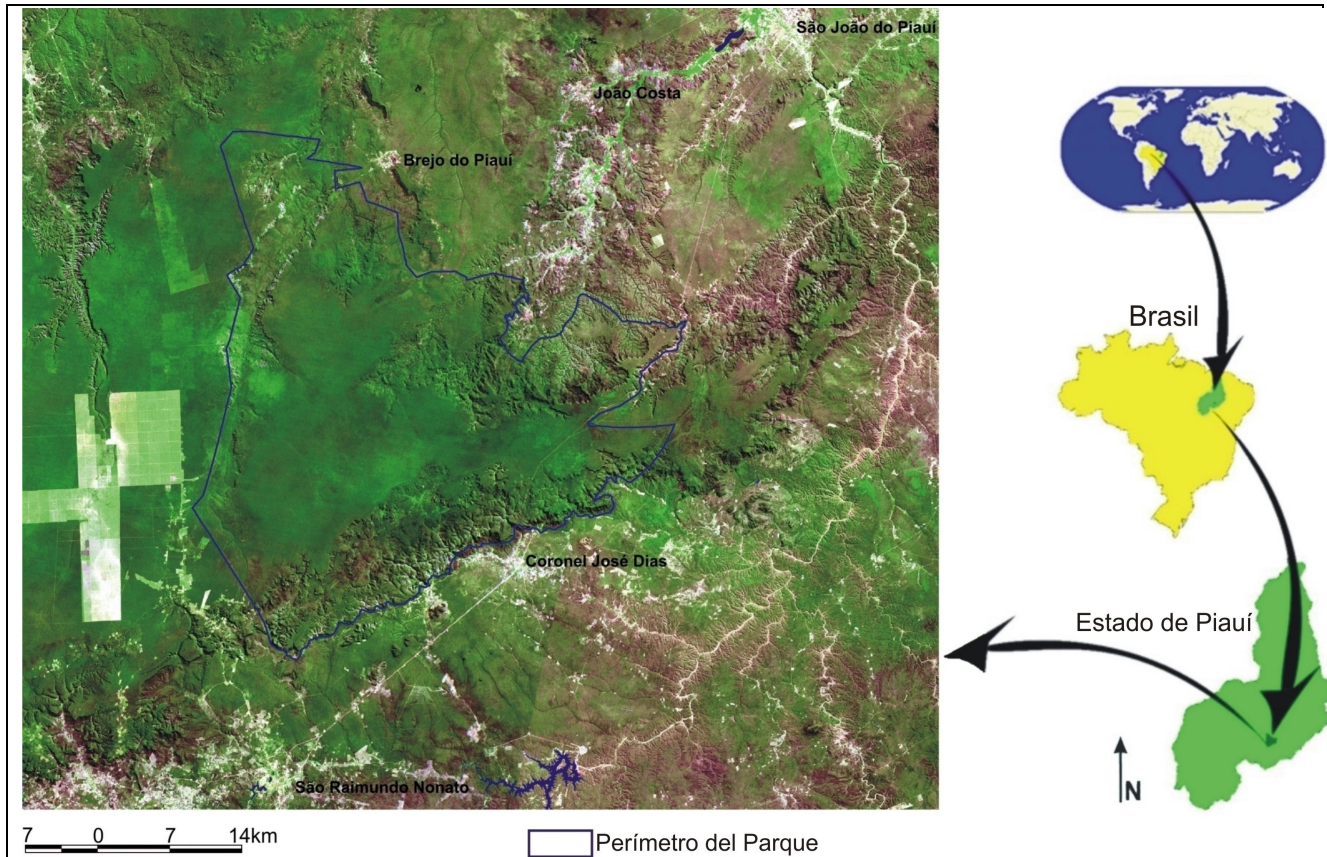 São João do Piauí
João Costa
Brejo do Piauí
Coronel José Dias
São Raimundo Nonato
Brasil
Estado de Piauí
N
7 0 7 14km
Perímetro del Parque